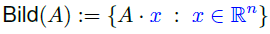 Bild(A) := {A · x : x ∈ ℝⁿ}